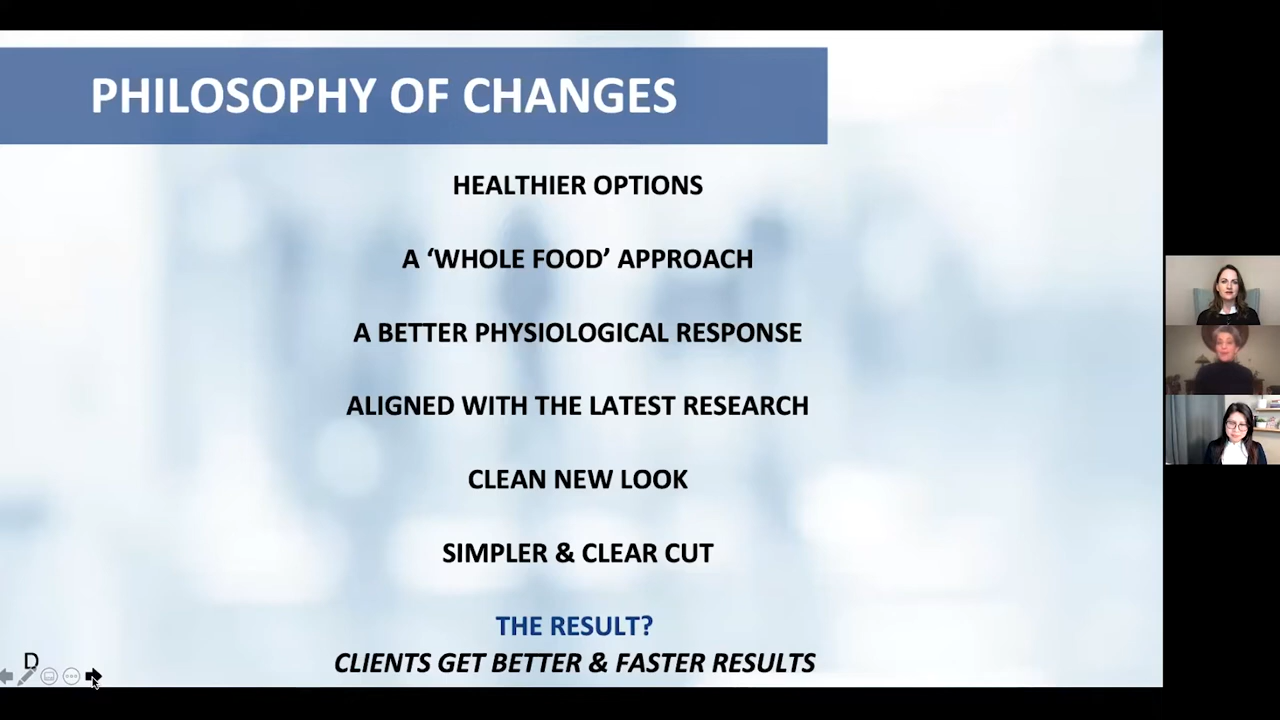 PHILOSOPHY OF CHANGES
HEALTHIER OPTIONS
A ‘WHOLE FOOD’ APPROACH
A BETTER PHYSIOLOGICAL RESPONSE
ALIGNED WITH THE LATEST RESEARCH
CLEAN NEW LOOK
SIMPLER & CLEAR CUT
THE RESULT?
CLIENTS GET BETTER & FASTER RESULTS
D